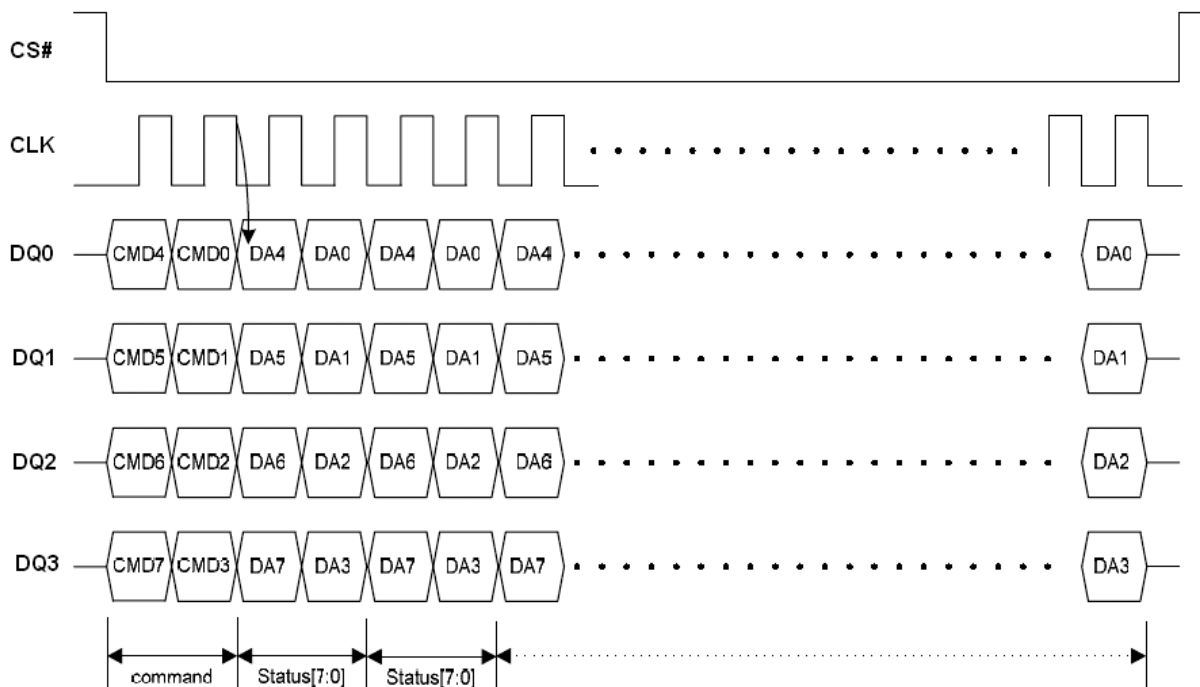 CS#
CLK
DQ0 CMD4 CMD0 DA4 DA0 DA4 DA0 DA4 DA0
DQ1 CMD5 CMD1 DA5 DA1 DA5 DA1 DA5 DA1
DQ2 CMD6 CMD2 DA6 DA2 DA6 DA2 DA6 DA2
DQ3 CMD7 CMD3 DA7 DA3 DA7 DA3 DA7 DA3
command Status[7:0] Status[7:0]